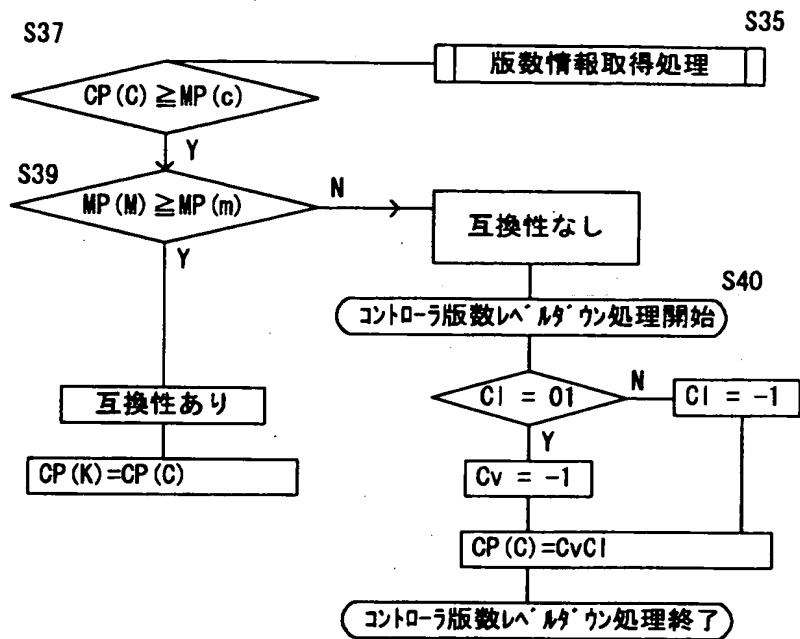 S37
S35
版数情報取得処理
CP(C)≧MP(c)
Y
S39
MP(M)≧MP(m)
N
Y
互換性なし
S40
コントローラ版数レベルダウン処理開始
Cl = 01
N
Cl = -1
Y
互換性あり
Cv = -1
CP(K)=CP(C)
CP(C)=CvCl
コントローラ版数レベルダウン処理終了